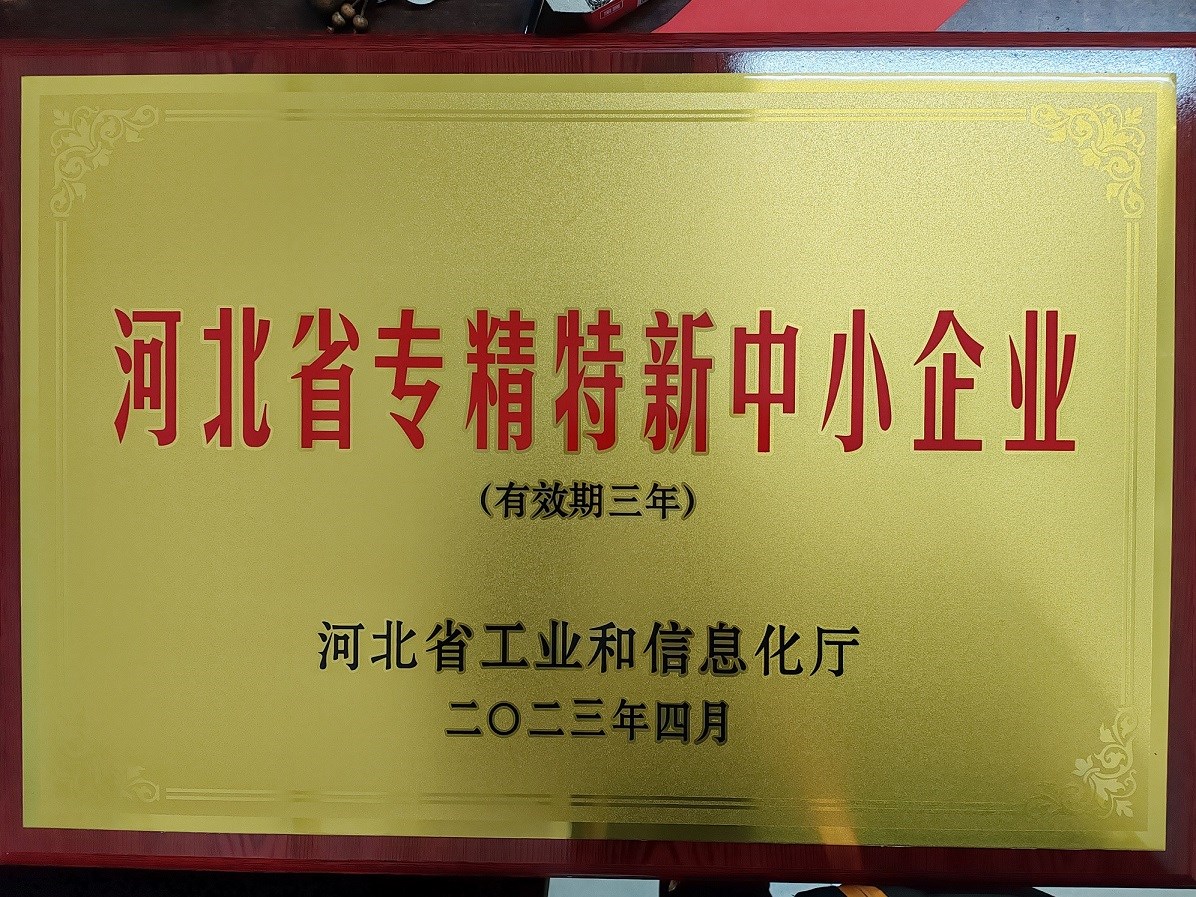 河北省专精特新中小企业
(有效期三年)
河北省工业和信息化厅
二〇二三年四月